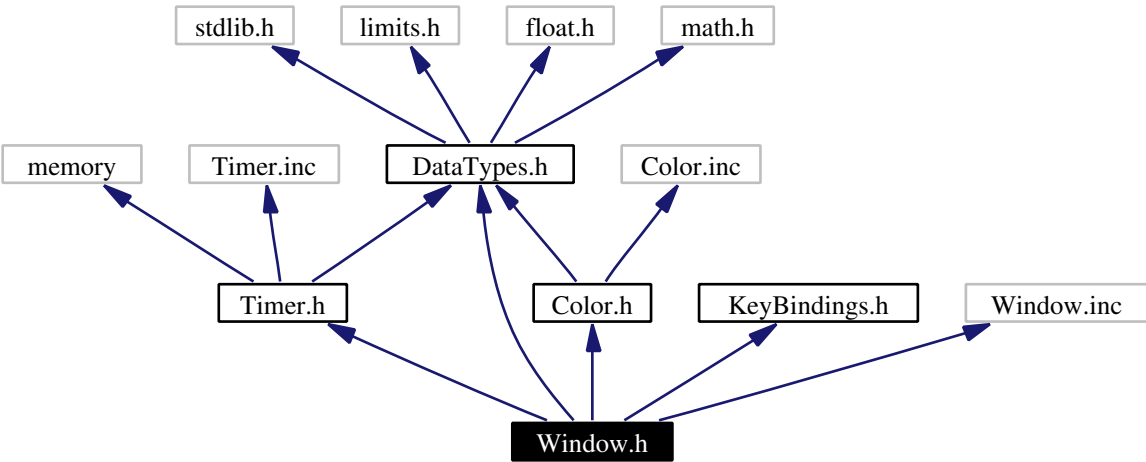 stdlib.h
limits.h
float.h
math.h
memory
Timer.inc
DataTypes.h
Color.inc
Timer.h
Color.h
KeyBindings.h
Window.inc
Window.h